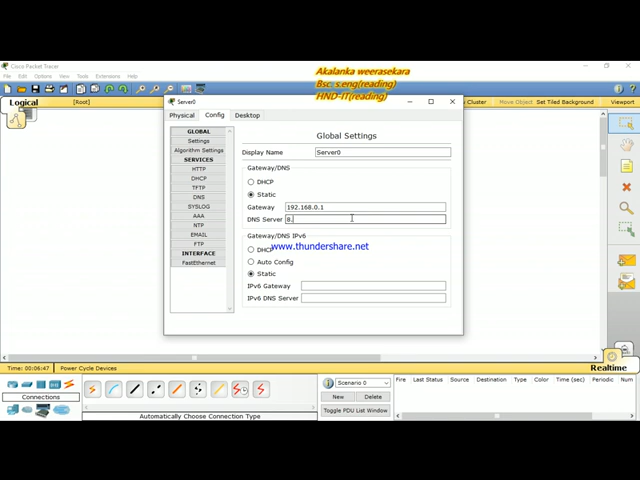 Cisco Packet Tracer
Akalanka weerasekara
Bsc. s.eng(reading)
HND-IT(reading)
File Edit Options View Tools Extensions Help
Logical
[Root]
Cluster
Move Object
Set Tiled Background
Viewport
Server0
Physical
Config
Desktop
GLOBAL
Settings
Algorithm Settings
SERVICES
HTTP
DHCP
TFTP
DNS
SYSLOG
AAA
NTP
EMAIL
FTP
INTERFACE
FastEthernet
Global Settings
Display Name
Server0
Gateway/DNS
DHCP
Static
Gateway
192.168.0.1
DNS Server
8.
Gateway/DNS IPv6
DHCP
www.thundershare.net
Auto Config
Static
IPv6 Gateway
IPv6 DNS Server
Time: 00:06:47
Power Cycle Devices
Realtime
Connections
Automatically Choose Connection Type
Scenario 0
New
Delete
Toggle PDU List Window
Fire
Last Status
Source
Destination
Type
Color
Time (sec)
Periodic
Num